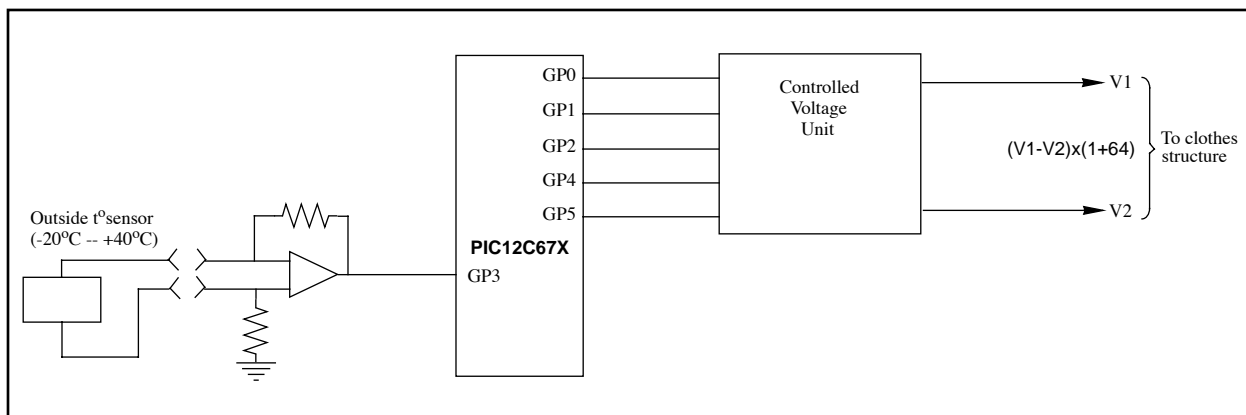 Outside t°sensor
(-20°C -- +40°C)
GP0
GP1
GP2
GP4
GP5
PIC12C67X
GP3
Controlled
Voltage
Unit
V1
(V1-V2)x(1+64)
V2
To clothes
structure